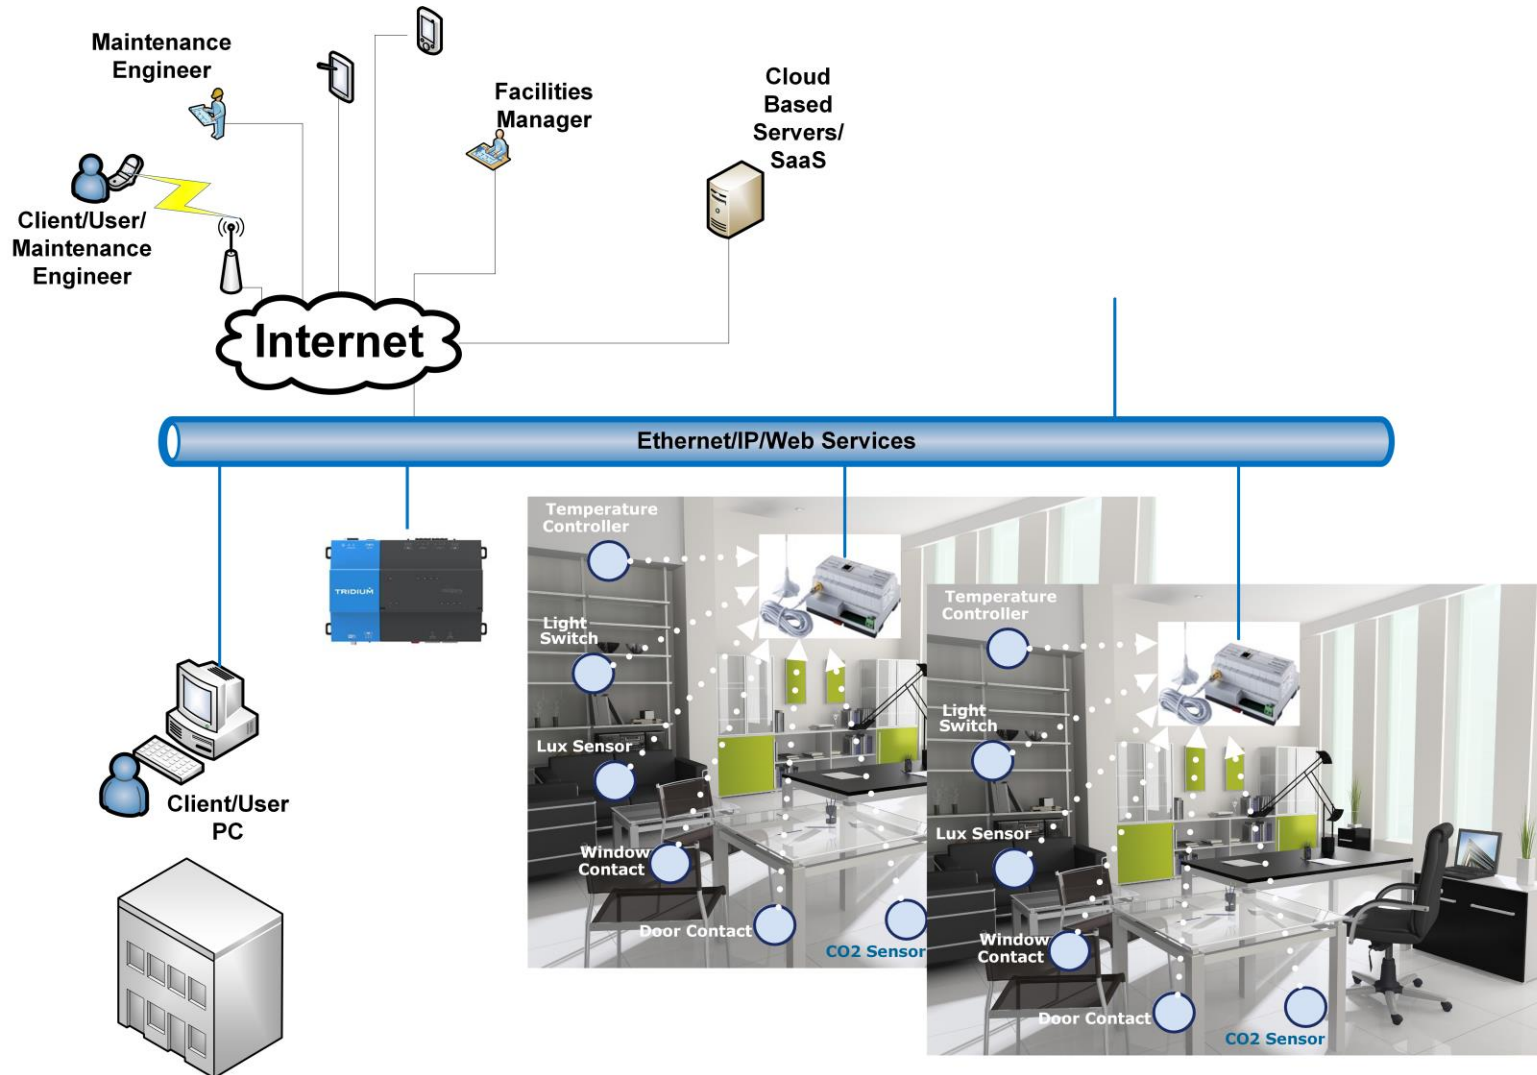 Maintenance
Engineer
Facilities
Manager
Cloud
Based
Servers/
SaaS
Client/User/
Maintenance
Engineer
Internet
Ethernet/IP/Web Services
TRIDIUM
Client/User
PC
Temperature
Controller
Light
Switch
Lux Sensor
Window
Contact
Door Contact
CO2 Sensor
Temperature
Controller
Light
Switch
Lux Sensor
Window
Contact
Door Contact
CO2 Sensor